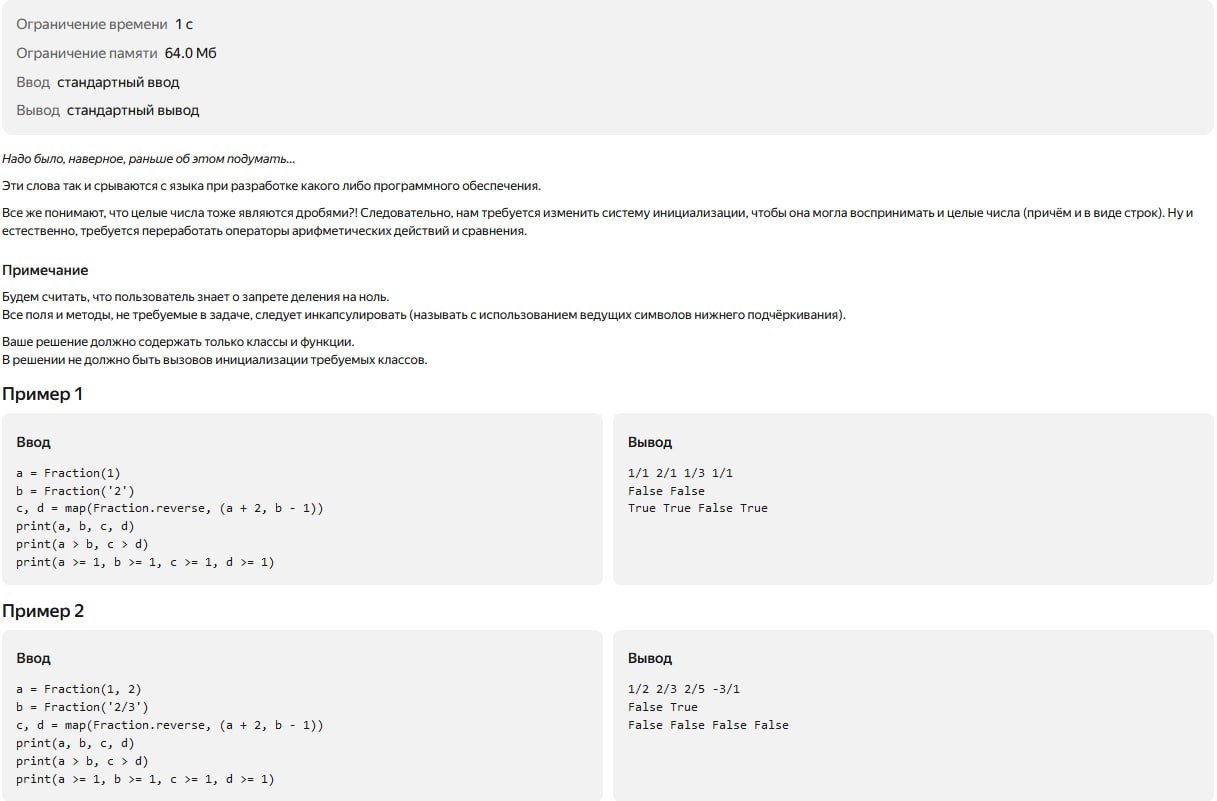 Ограничение времени 1 с
Ограничение памяти 64.0 Мб
Ввод стандартный ввод
Вывод стандартный вывод
Надо было, наверное, раньше об этом подумать...
Эти слова так и срываются с языка при разработке какого либо программного обеспечения.
Все же понимают, что целые числа тоже являются дробями?! Следовательно, нам требуется изменить систему инициализации, чтобы она могла воспринимать и целые числа (причём и в виде строк). Ну и
естественно, требуется переработать операторы арифметических действий и сравнения.
Примечание
Будем считать, что пользователь знает о запрете деления на ноль.
Все поля и методы, не требуемые в задаче, следует инкапсулировать (называть с использованием ведущих символов нижнего подчёркивания).
Ваше решение должно содержать только классы и функции.
В решении не должно быть вызовов инициализации требуемых классов.
Пример 1
Ввод
a = Fraction(1)
b = Fraction('2')
c, d = map(Fraction.reverse, (a + 2, b - 1))
print(a, b, c, d)
print(a > b, c > d)
print(a >= 1, b >= 1, c >= 1, d >= 1)
Вывод
1/1 2/1 1/3 1/1
False False
True True False True
Пример 2
Ввод
a = Fraction(1, 2)
b = Fraction('2/3')
c, d = map(Fraction.reverse, (a + 2, b - 1))
print(a, b, c, d)
print(a > b, c > d)
print(a >= 1, b >= 1, c >= 1, d >= 1)
Вывод
1/2 2/3 2/5 -3/1
False True
False False False False